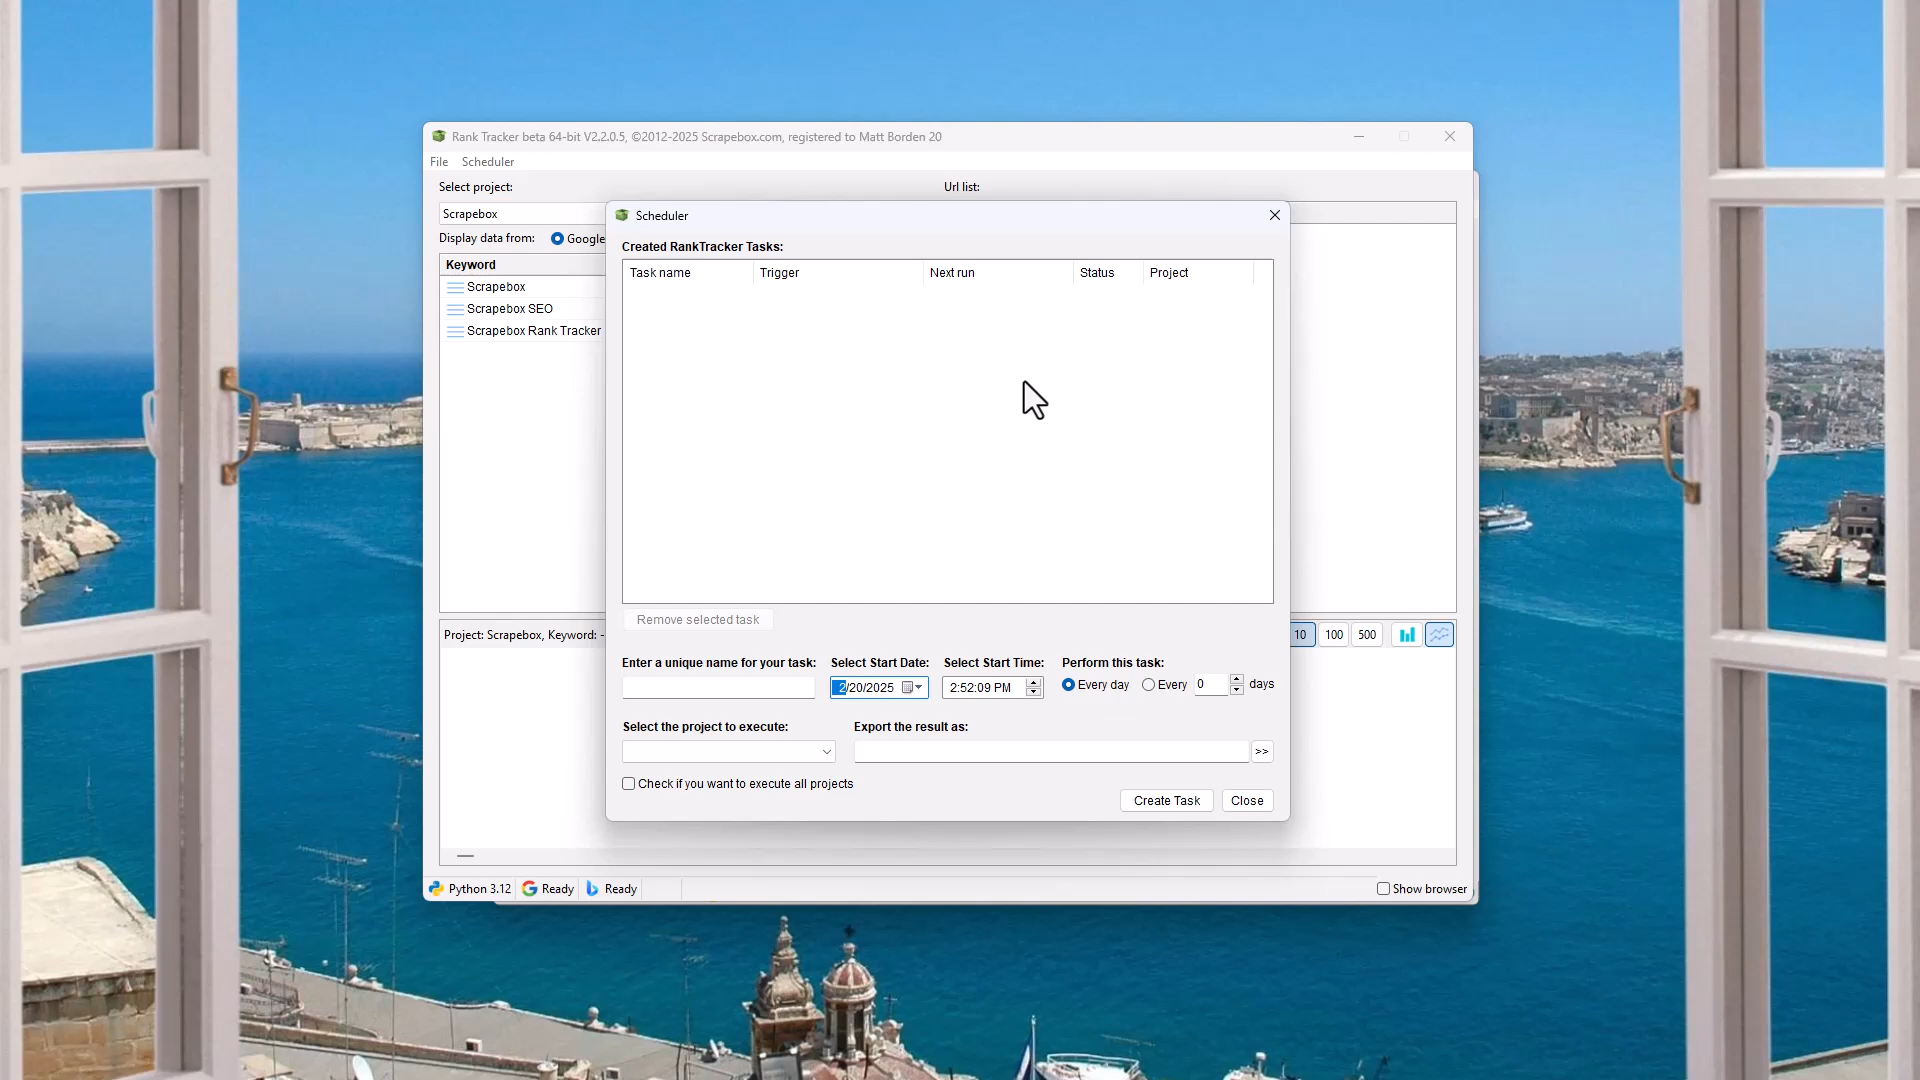 Rank Tracker beta 64-bit V2.2.0.5, ©2012-2025 Scrapebox.com, registered to Matt Borden 20
File Scheduler
Select project: Url list:
Scrapebox
Display data from: Google
Keyword
Scrapebox
Scrapebox SEO
Scrapebox Rank Tracker
Scheduler
Created RankTracker Tasks:
Task name Trigger Next run Status Project
Remove selected task
Enter a unique name for your task: Select Start Date: Select Start Time: Perform this task:
2/20/2025 2:52:09 PM Every day Every 0 days
Select the project to execute: Export the result as:
>>
Check if you want to execute all projects
Create Task Close
Project: Scrapebox, Keyword: - 10 100 500
Python 3.12 Ready Ready Show browser